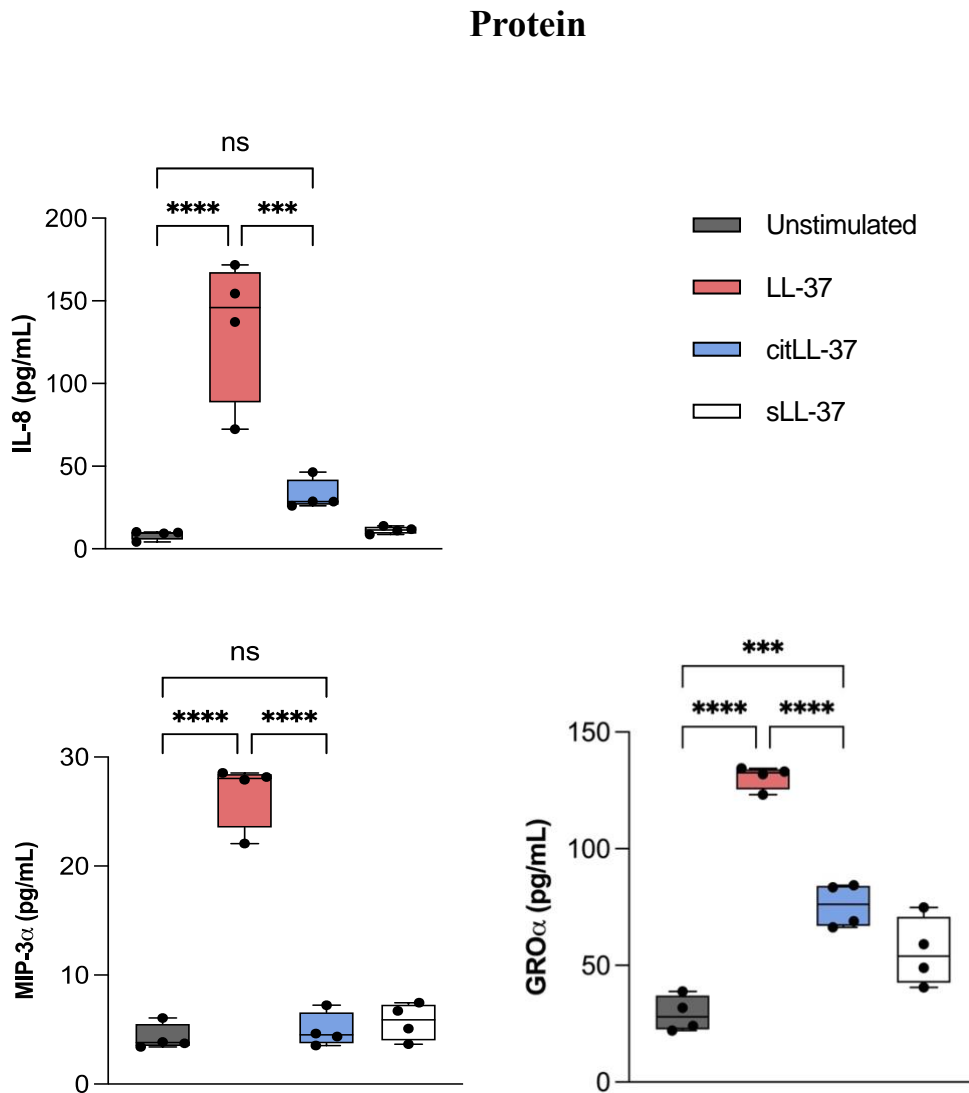 Protein
ns
**** ***
200
150
100
50
0
IL-8 (pg/mL)
Unstimulated
LL-37
citLL-37
sLL-37
ns
**** ****
30
20
10
0
MIP-3α (pg/mL)
***
**** ****
150
100
50
0
GROα (pg/mL)